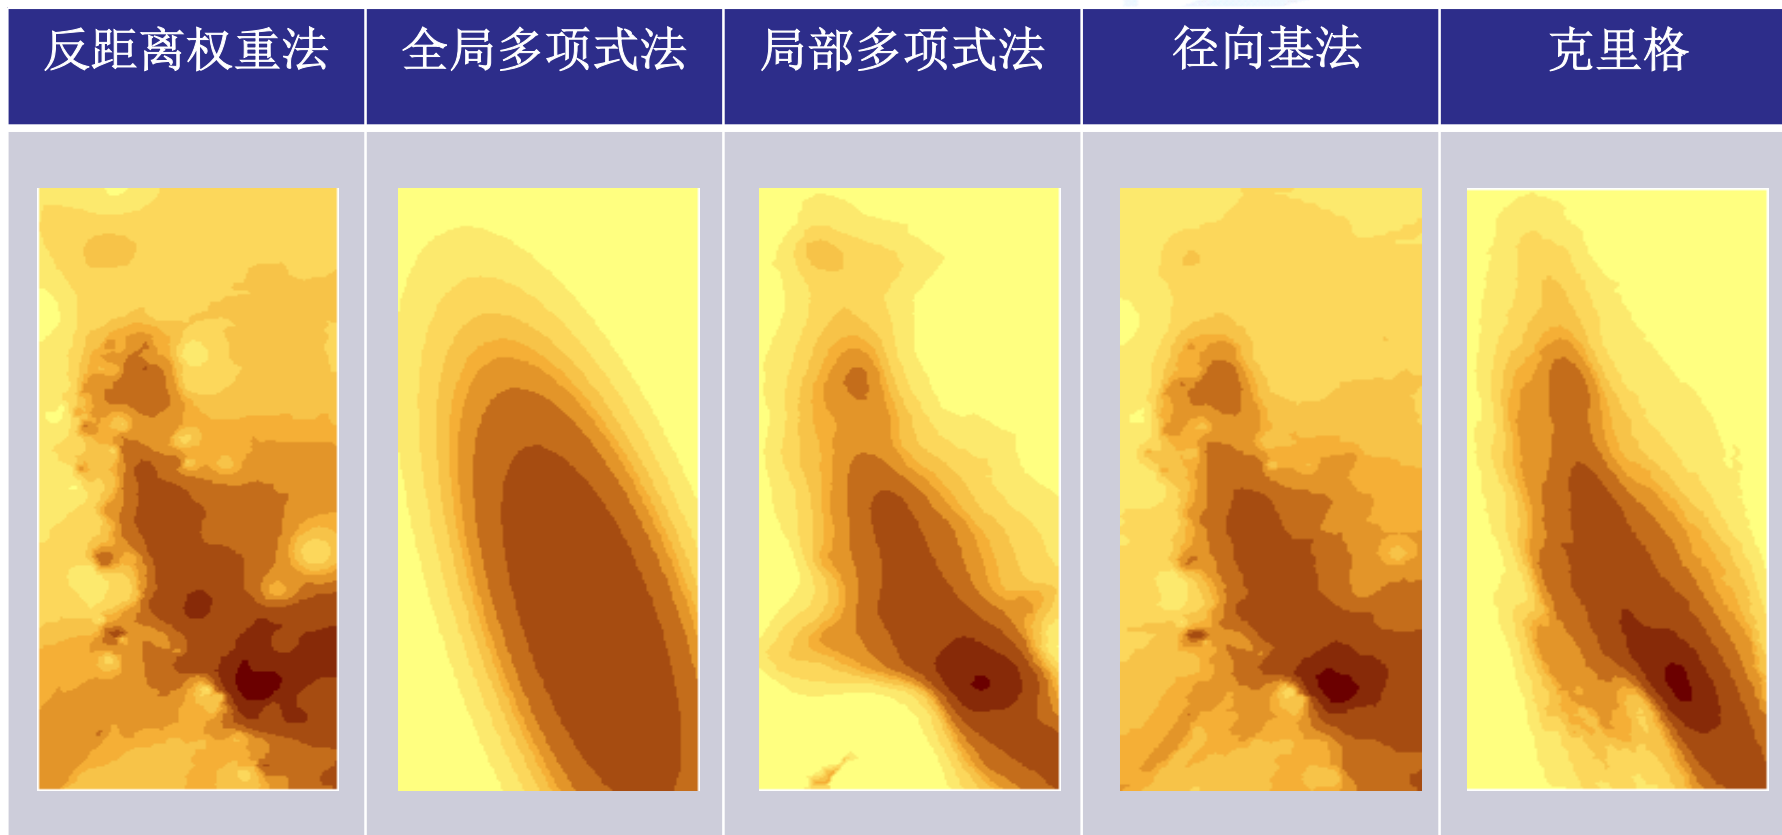 反距离权重法
全局多项式法
局部多项式法
径向基法
克里格